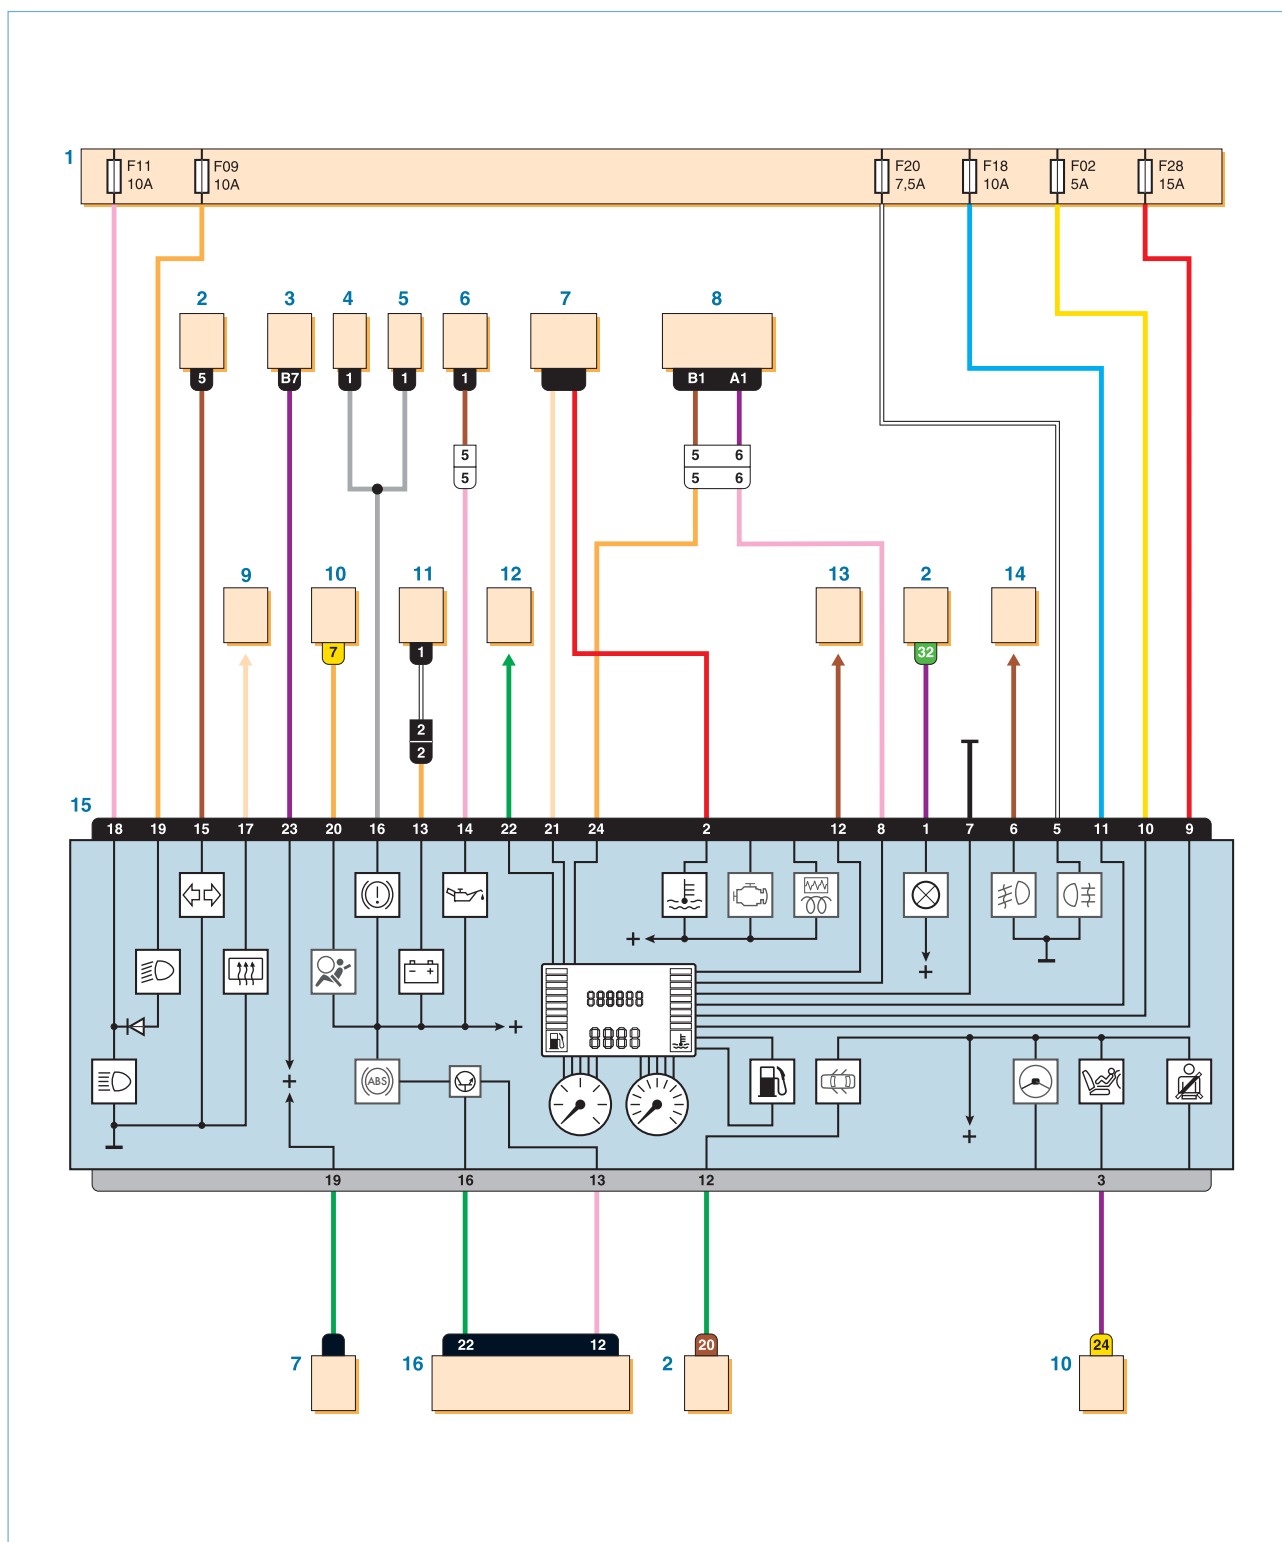 1
F11
10A
F09
10A
F20
7,5A
F18
10A
F02
5A
F28
15A
2 3 4 5 6 7 8
5 B7 1 1 1 B1 A1
5 5 6
5 5 6
9 10 11 12 13 2 14
7 1 32
2
2
15
18 19 15 17 23 20 16 13 14 22 21 24 2 12 8 1 7 6 5 11 10 9
+
- +
+
+
888888
8888
+
ABS
+
19 16 13 12 3
22 12 20 24
7 16 2 10